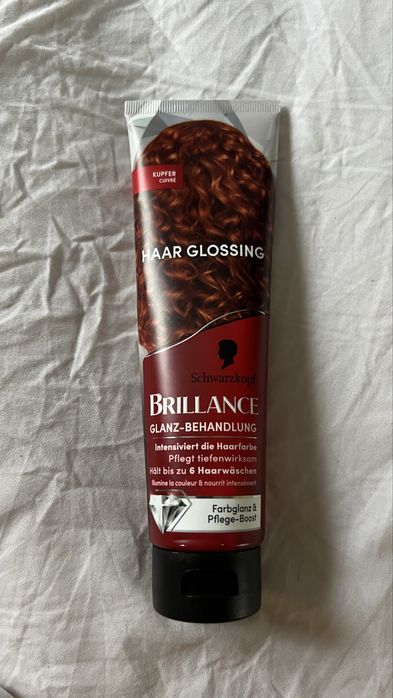 KUPFER
CUIVRÉ
HAAR GLOSSING
Schwarzkopf
BRILLANCE
GLANZ-BEHANDLUNG
Intensiviert die Haarfarbe
Pflegt tiefenwirksam
Hält bis zu 6 Haarwäschen
Illumine la couleur & nourrit intensément
Farbglanz &
Pflege-Boost